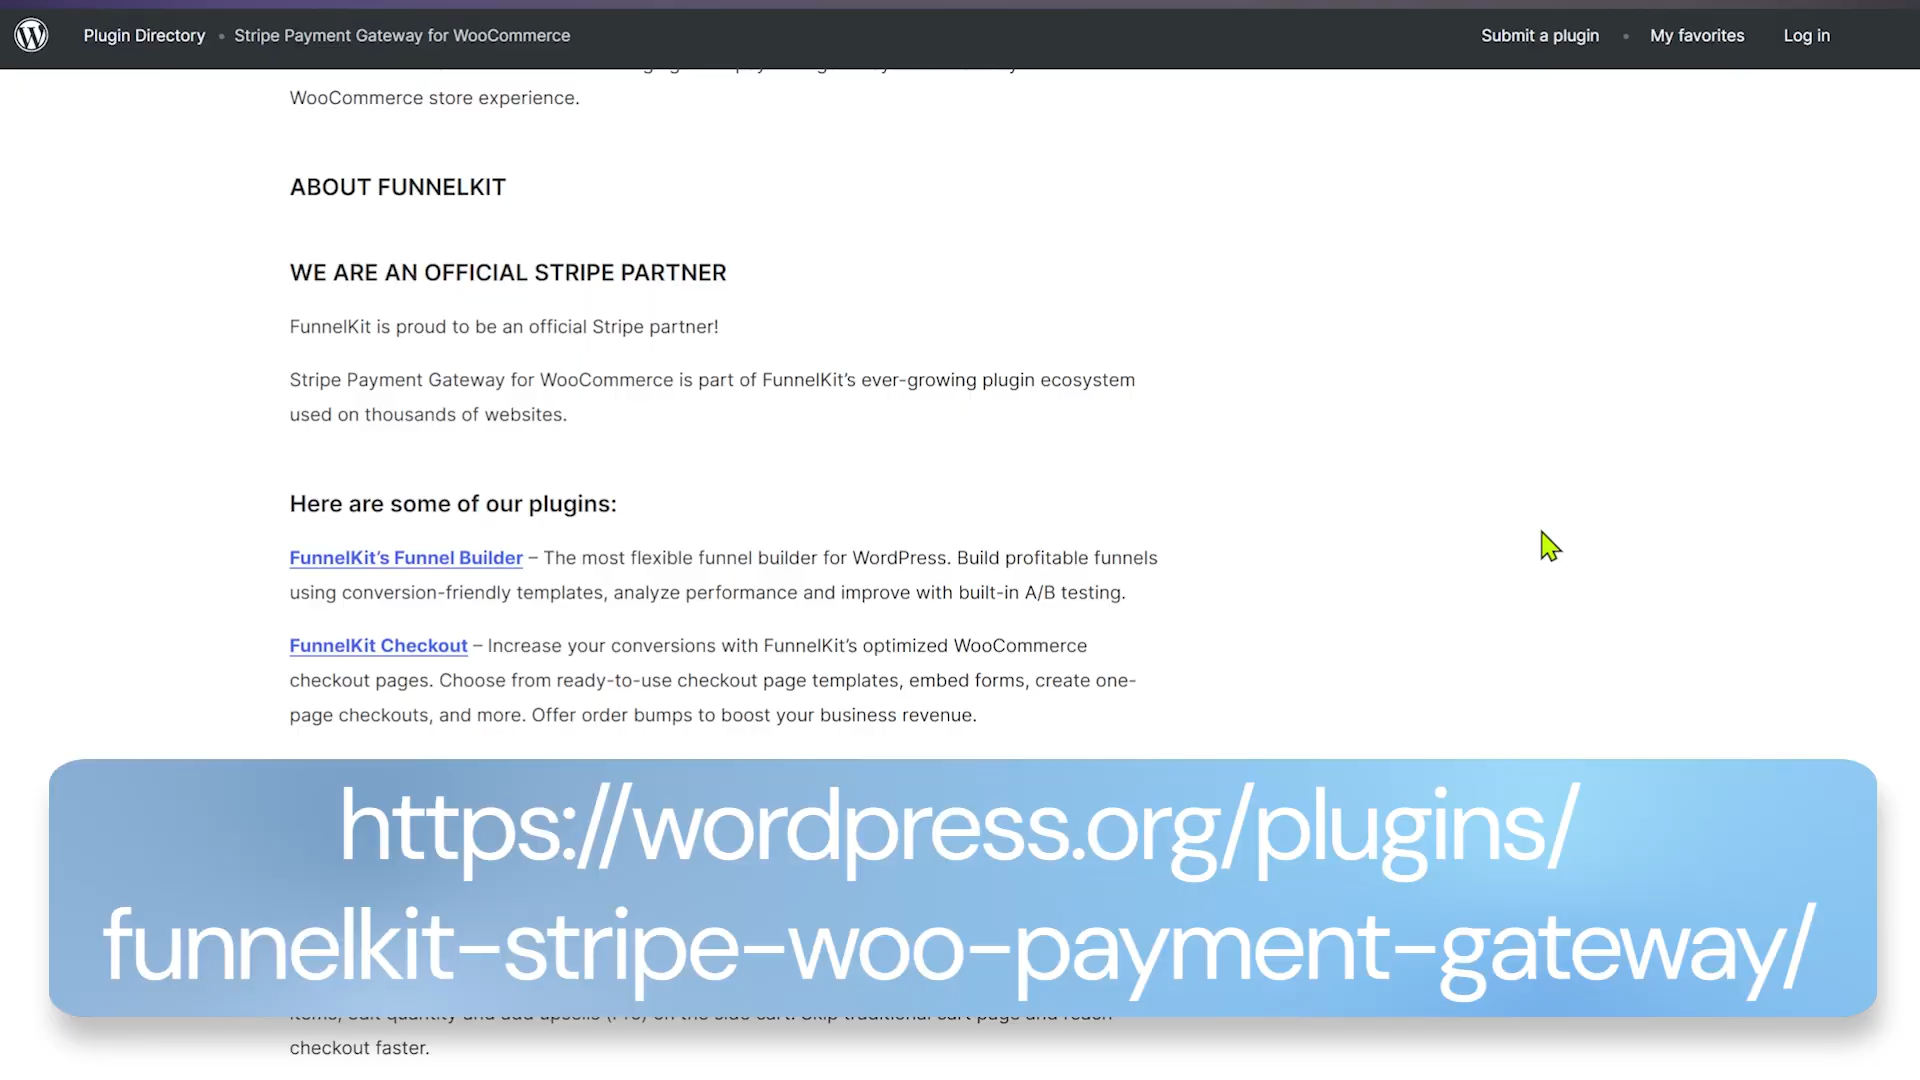 Plugin Directory • Stripe Payment Gateway for WooCommerce Submit a plugin • My favorites Log in
WooCommerce store experience.
ABOUT FUNNELKIT
WE ARE AN OFFICIAL STRIPE PARTNER
FunnelKit is proud to be an official Stripe partner!
Stripe Payment Gateway for WooCommerce is part of FunnelKit’s ever-growing plugin ecosystem
used on thousands of websites.
Here are some of our plugins:
FunnelKit’s Funnel Builder – The most flexible funnel builder for WordPress. Build profitable funnels
using conversion-friendly templates, analyze performance and improve with built-in A/B testing.
FunnelKit Checkout – Increase your conversions with FunnelKit’s optimized WooCommerce
checkout pages. Choose from ready-to-use checkout page templates, embed forms, create one-
page checkouts, and more. Offer order bumps to boost your business revenue.
https://wordpress.org/plugins/
funnelkit-stripe-woo-payment-gateway/
checkout faster.